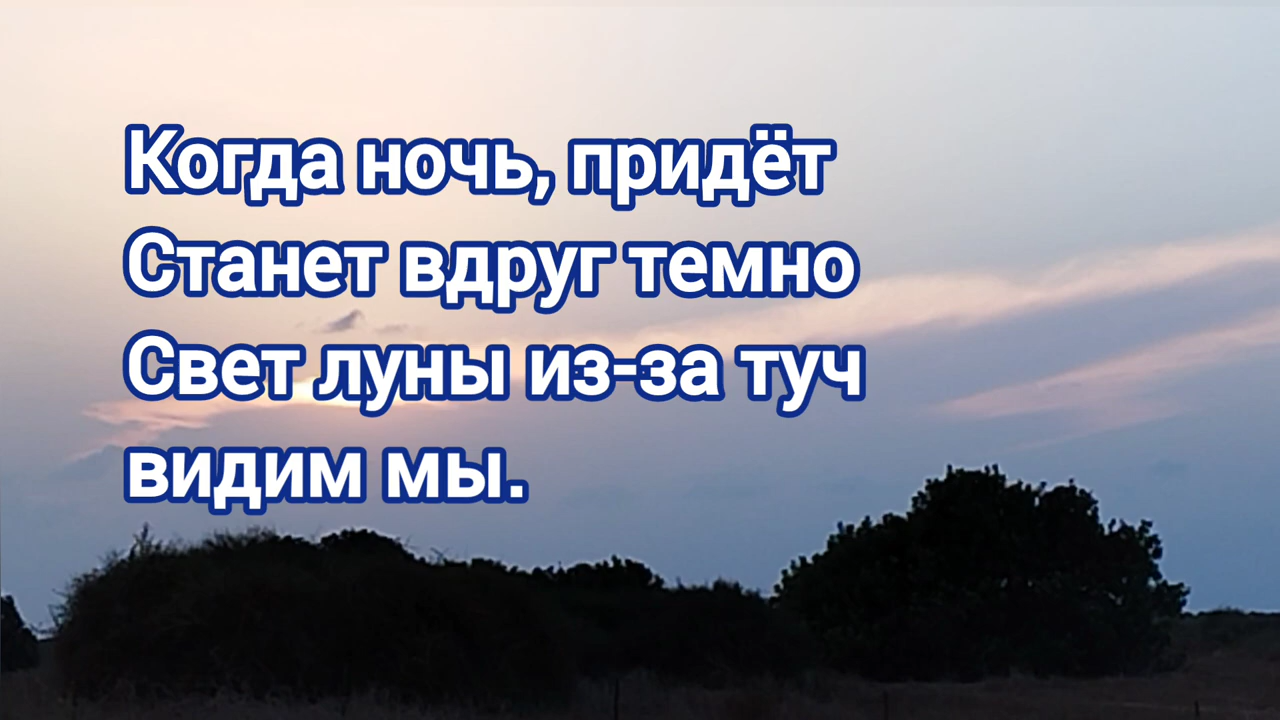 Когда ночь, придёт
Станет вдруг темно
Свет луны из-за туч
видим мы.